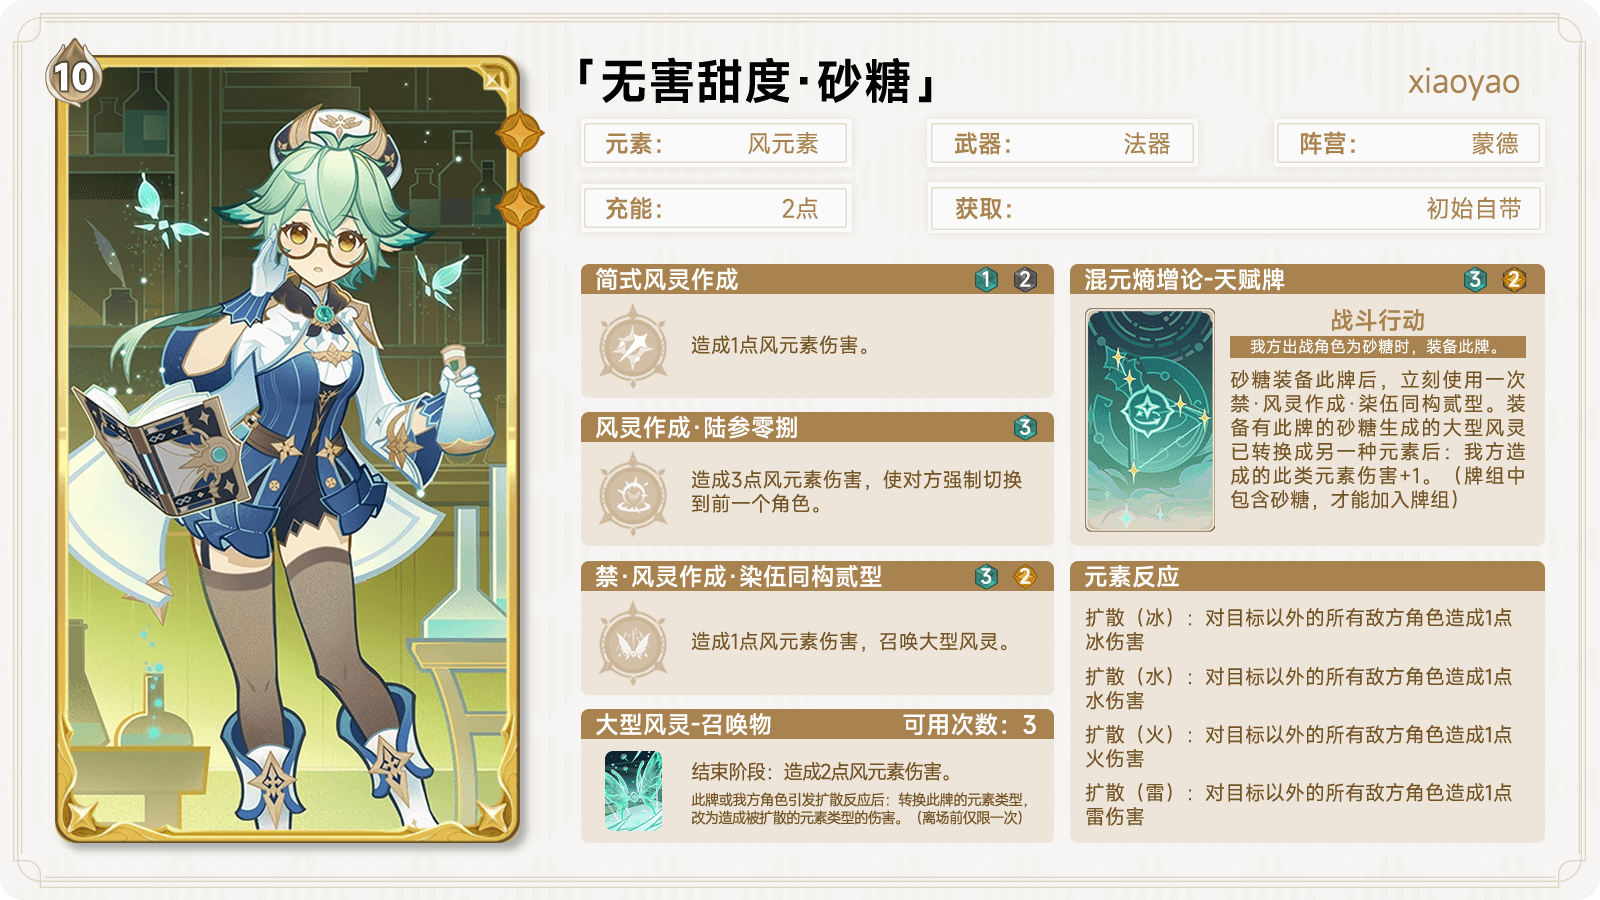 10
「无害甜度·砂糖」
xiaoyao
元素： 风元素
武器： 法器
阵营： 蒙德
充能： 2点
获取： 初始自带
简式风灵作成 1 2
造成1点风元素伤害。
风灵作成·陆参零捌 3
造成3点风元素伤害，使对方强制切换
到前一个角色。
禁·风灵作成·染伍同构贰型 3 2
造成1点风元素伤害，召唤大型风灵。
大型风灵-召唤物 可用次数：3
结束阶段：造成2点风元素伤害。
此牌或我方角色引发扩散反应后：转换此牌的元素类型，
改为造成被扩散的元素类型的伤害。（离场前仅限一次）
混元熵增论-天赋牌 3 2
战斗行动
我方出战角色为砂糖时，装备此牌。
砂糖装备此牌后，立刻使用一次
禁·风灵作成·柒伍同构贰型。装
备有此牌的砂糖生成的大型风灵
已转换成另一种元素后：我方造
成的此类元素伤害+1。（牌组中
包含砂糖，才能加入牌组）
元素反应
扩散（冰）：对目标以外的所有敌方角色造成1点
冰伤害
扩散（水）：对目标以外的所有敌方角色造成1点
水伤害
扩散（火）：对目标以外的所有敌方角色造成1点
火伤害
扩散（雷）：对目标以外的所有敌方角色造成1点
雷伤害